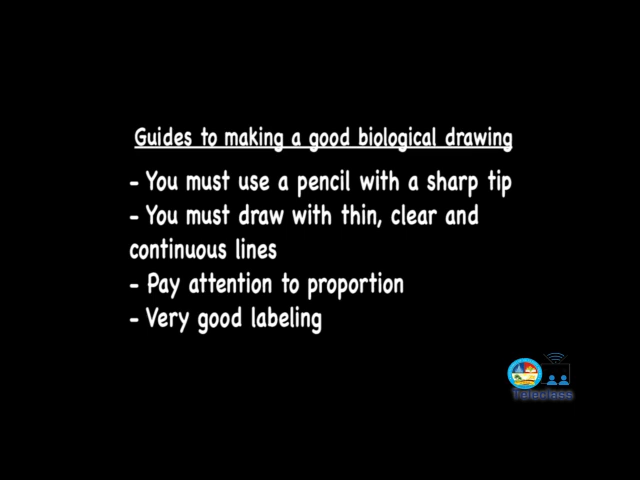 Guides to making a good biological drawing
- You must use a pencil with a sharp tip
- You must draw with thin, clear and
continuous lines
- Pay attention to proportion
- Very good labeling
Teleclass